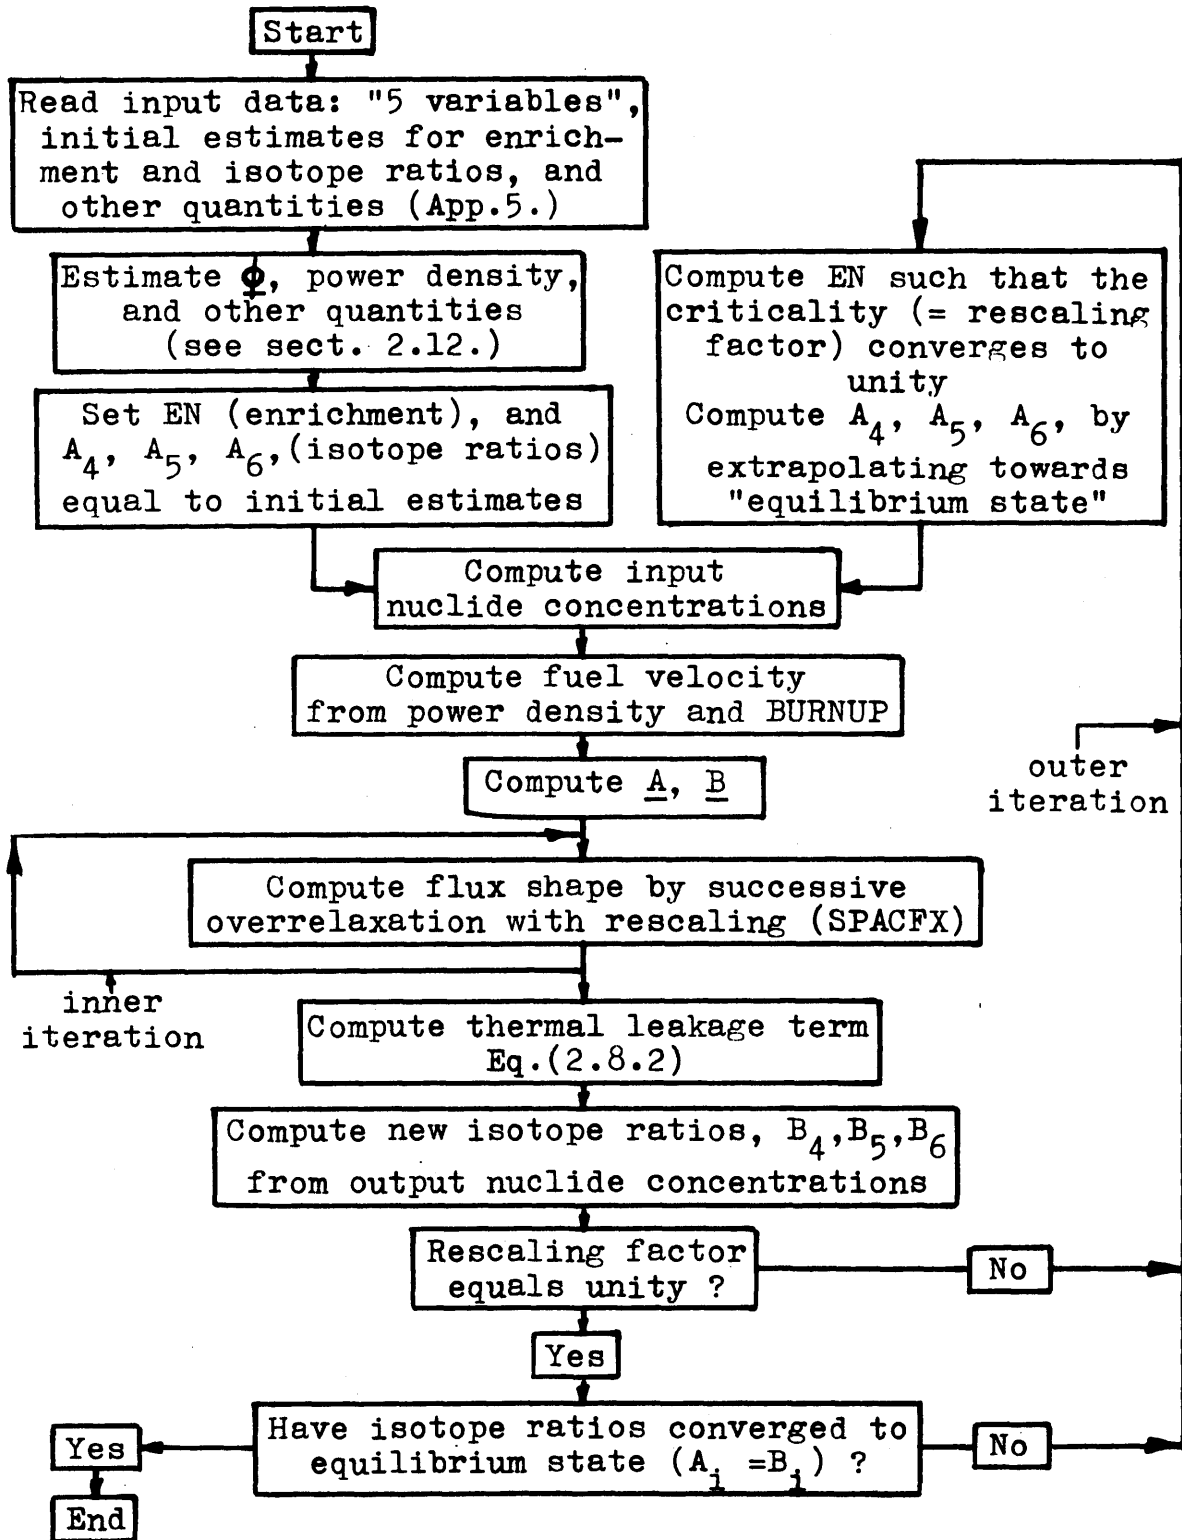 Start
Read input data: "5 variables",
initial estimates for enrich-
ment and isotope ratios, and
other quantities (App.5.)
Estimate Φ, power density,
and other quantities
(see sect. 2.12.)
Set EN (enrichment), and
A4, A5, A6,(isotope ratios)
equal to initial estimates
Compute EN such that the
criticality (= rescaling
factor) converges to
unity
Compute A4, A5, A6, by
extrapolating towards
"equilibrium state"
Compute input
nuclide concentrations
Compute fuel velocity
from power density and BURNUP
outer
iteration
Compute A, B
Compute flux shape by successive
overrelaxation with rescaling (SPACFX)
inner
iteration
Compute thermal leakage term
Eq.(2.8.2)
Compute new isotope ratios, B4,B5,B6
from output nuclide concentrations
Rescaling factor
equals unity ?
No
Yes
Have isotope ratios converged to
equilibrium state (Ai =Bi) ?
No
Yes
End